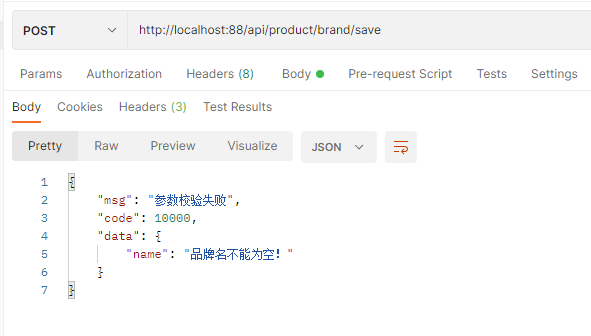 POST http://localhost:88/api/product/brand/save
Params Authorization Headers (8) Body Pre-request Script Tests Settings
Body Cookies Headers (3) Test Results
Pretty Raw Preview Visualize JSON
1 {
2 "msg": "参数校验失败",
3 "code": 10000,
4 "data": {
5 "name": "品牌名不能为空！"
6 }
7 }